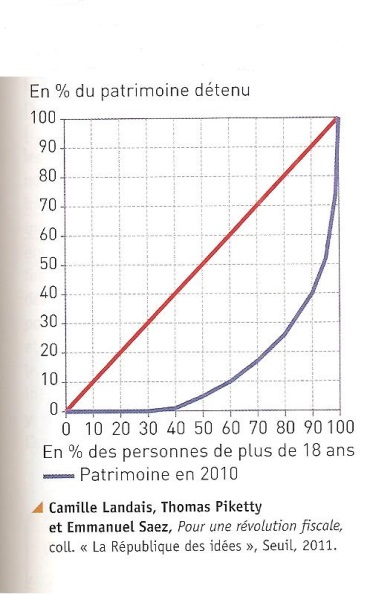 En % du patrimoine détenu
100
90
80
70
60
50
40
30
20
10
0
0 10 20 30 40 50 60 70 80 90 100
En % des personnes de plus de 18 ans
Patrimoine en 2010
Camille Landais, Thomas Piketty
et Emmanuel Saez, Pour une révolution fiscale,
coll. « La République des idées », Seuil, 2011.